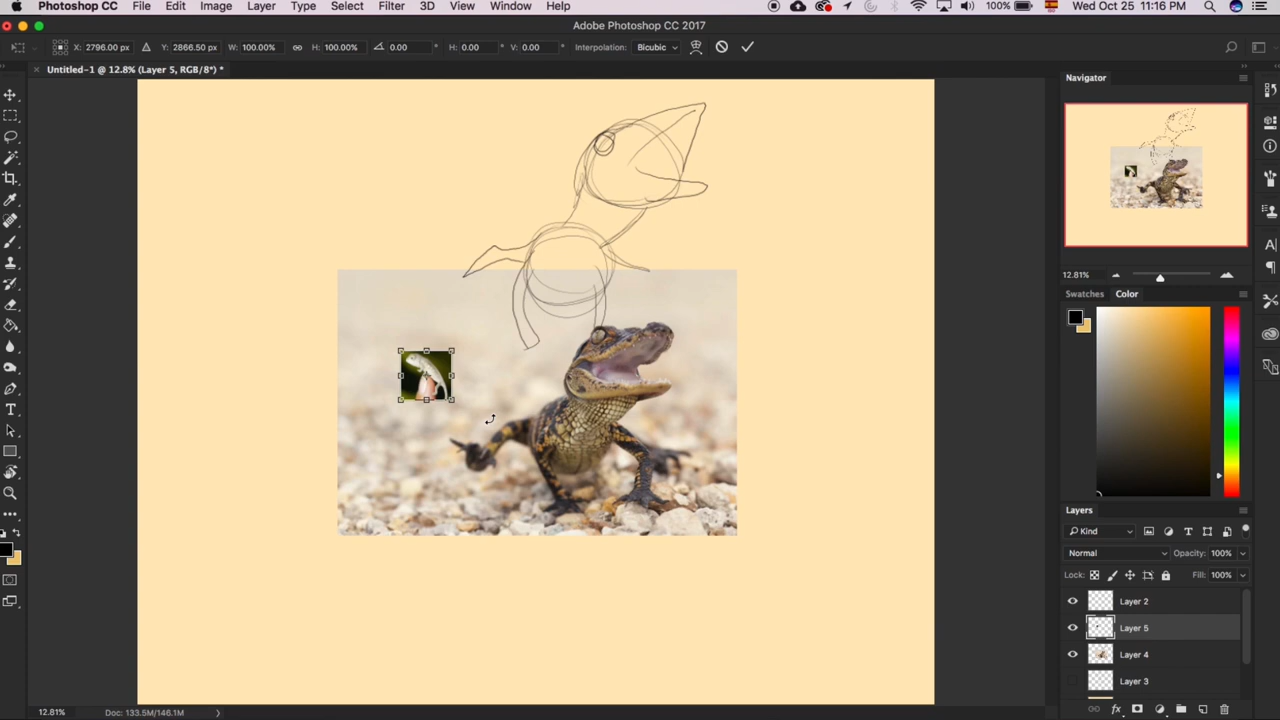 Photoshop CC File Edit Image Layer Type Select Filter 3D View Window Help 100% Wed Oct 25 11:16 PM
Adobe Photoshop CC 2017
X: 2796.00 px Y: 2866.50 px W: 100.00% H: 100.00% 0.00 ° H: 0.00 ° V: 0.00 ° Interpolation: Bicubic
× Untitled-1 @ 12.8% (Layer 5, RGB/8*) *
Navigator
12.81%
Swatches Color
Layers
Kind
Normal Opacity: 100%
Lock: Fill: 100%
Layer 2
Layer 5
Layer 4
Layer 3
fx
12.81% Doc: 133.5M/146.1M